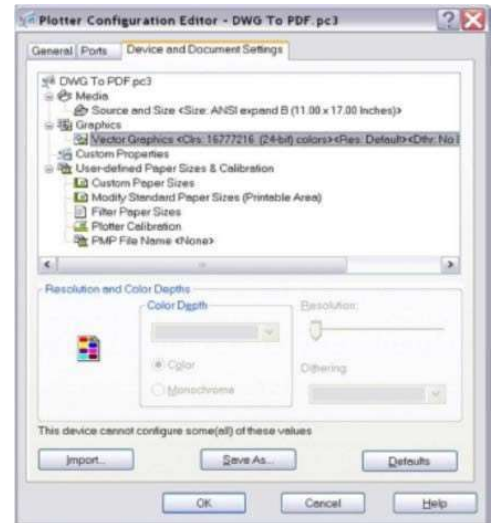 Plotter Configuration Editor - DWG To PDF.pc3
General Ports Device and Document Settings
DWG To PDF.pc3
Media
Source and Size <Size: ANSI expand B (11.00 x 17.00 Inches)>
Graphics
Vector Graphics <Clrs: 16777216 (24-bit) colors><Res: Default><Dthr: No
Custom Properties
User-defined Paper Sizes & Calibration
Custom Paper Sizes
Modify Standard Paper Sizes (Printable Area)
Filter Paper Sizes
Plotter Calibration
PMP File Name <None>
Resolution and Color Depths
Color Depth
Resolution:
Color
Monochrome
Dithering:
This device cannot configure some(all) of these values
Import... Save As... Defaults
OK Cancel Help